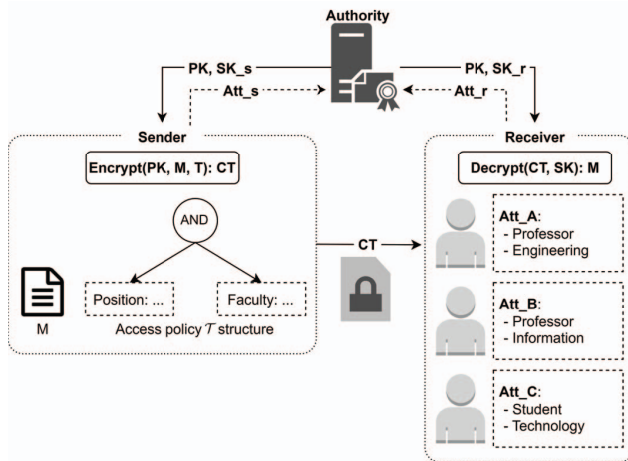 Authority
PK, SK_s
PK, SK_r
Att_s
Att_r
Sender
Receiver
Encrypt(PK, M, T): CT
Decrypt(CT, SK): M
AND
CT
Att_A:
- Professor
- Engineering
Position: ...
Faculty: ...
M
Access policy 𝒯 structure
Att_B:
- Professor
- Information
Att_C:
- Student
- Technology